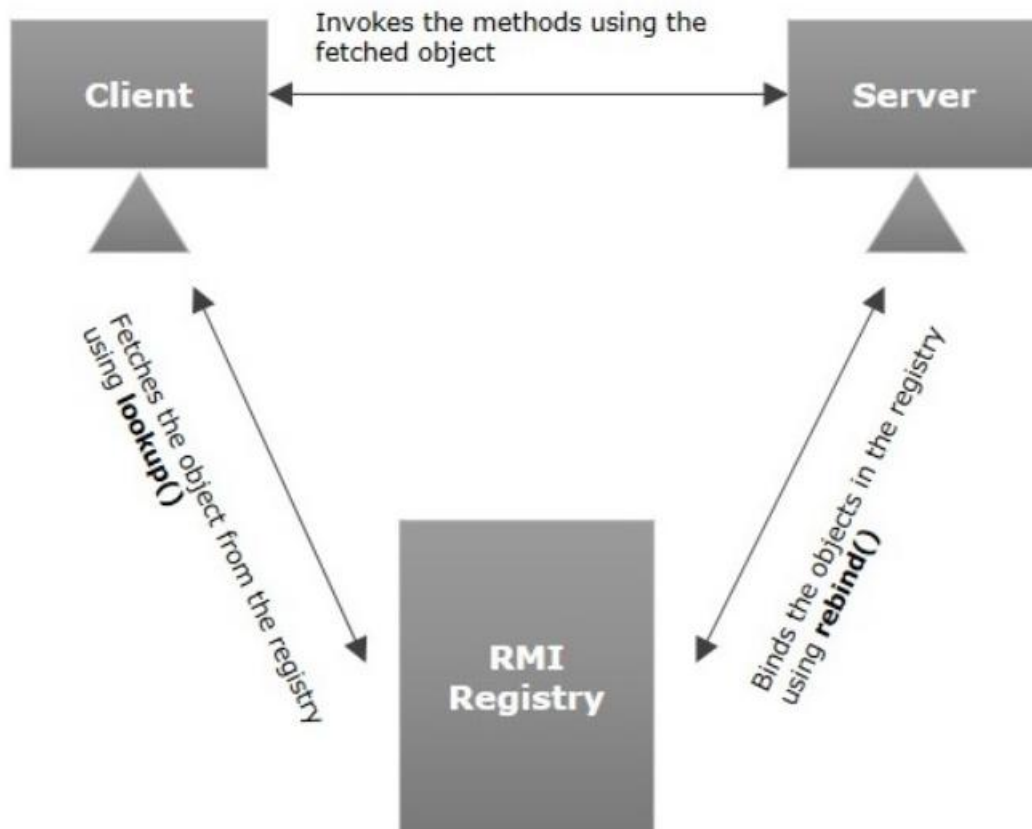 Invokes the methods using the
fetched object
Client
Server
Fetches the object from the registry
using lookup()
Binds the objects in the registry
using rebind()
RMI
Registry